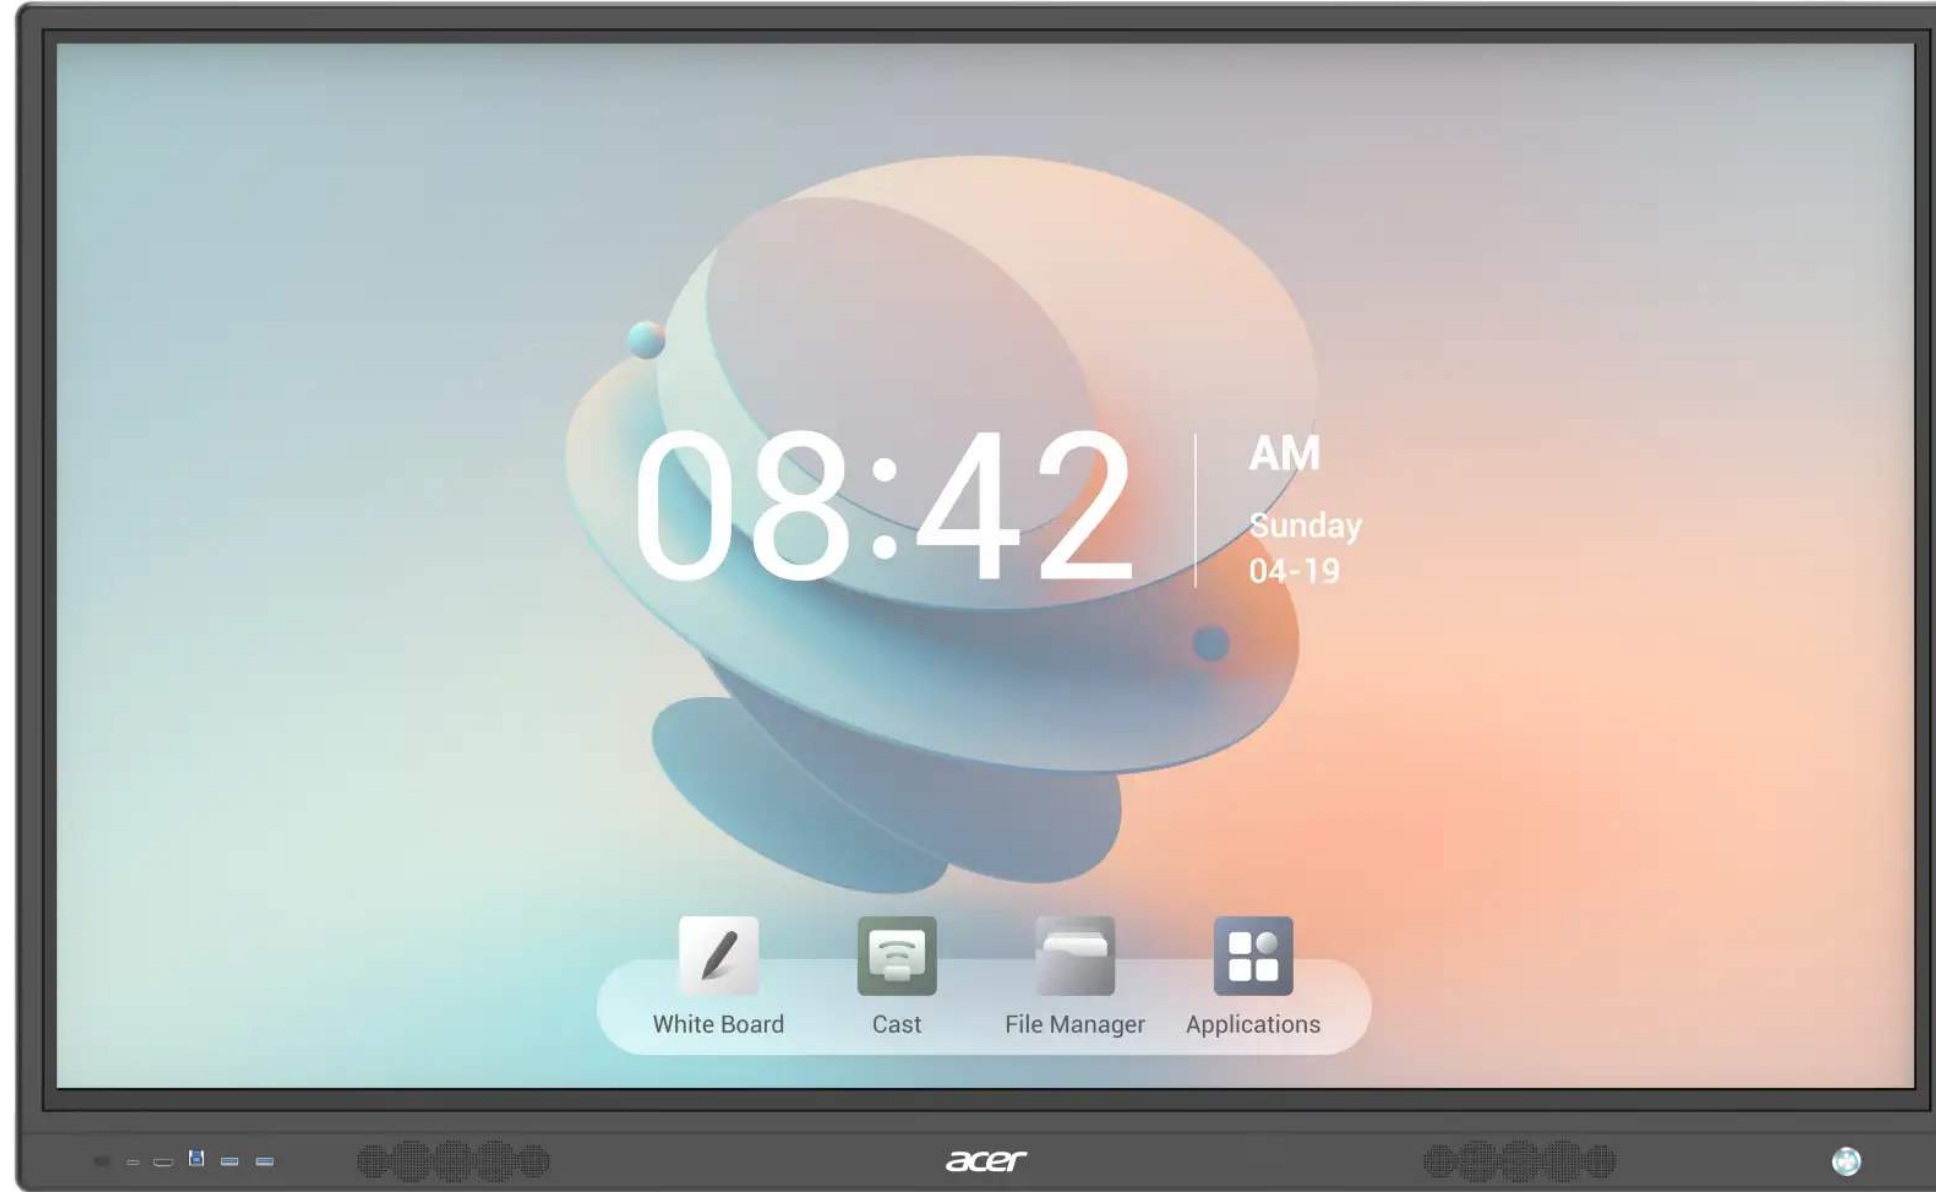 08:42
AM
Sunday
04-19
White Board
Cast
File Manager
Applications
acer